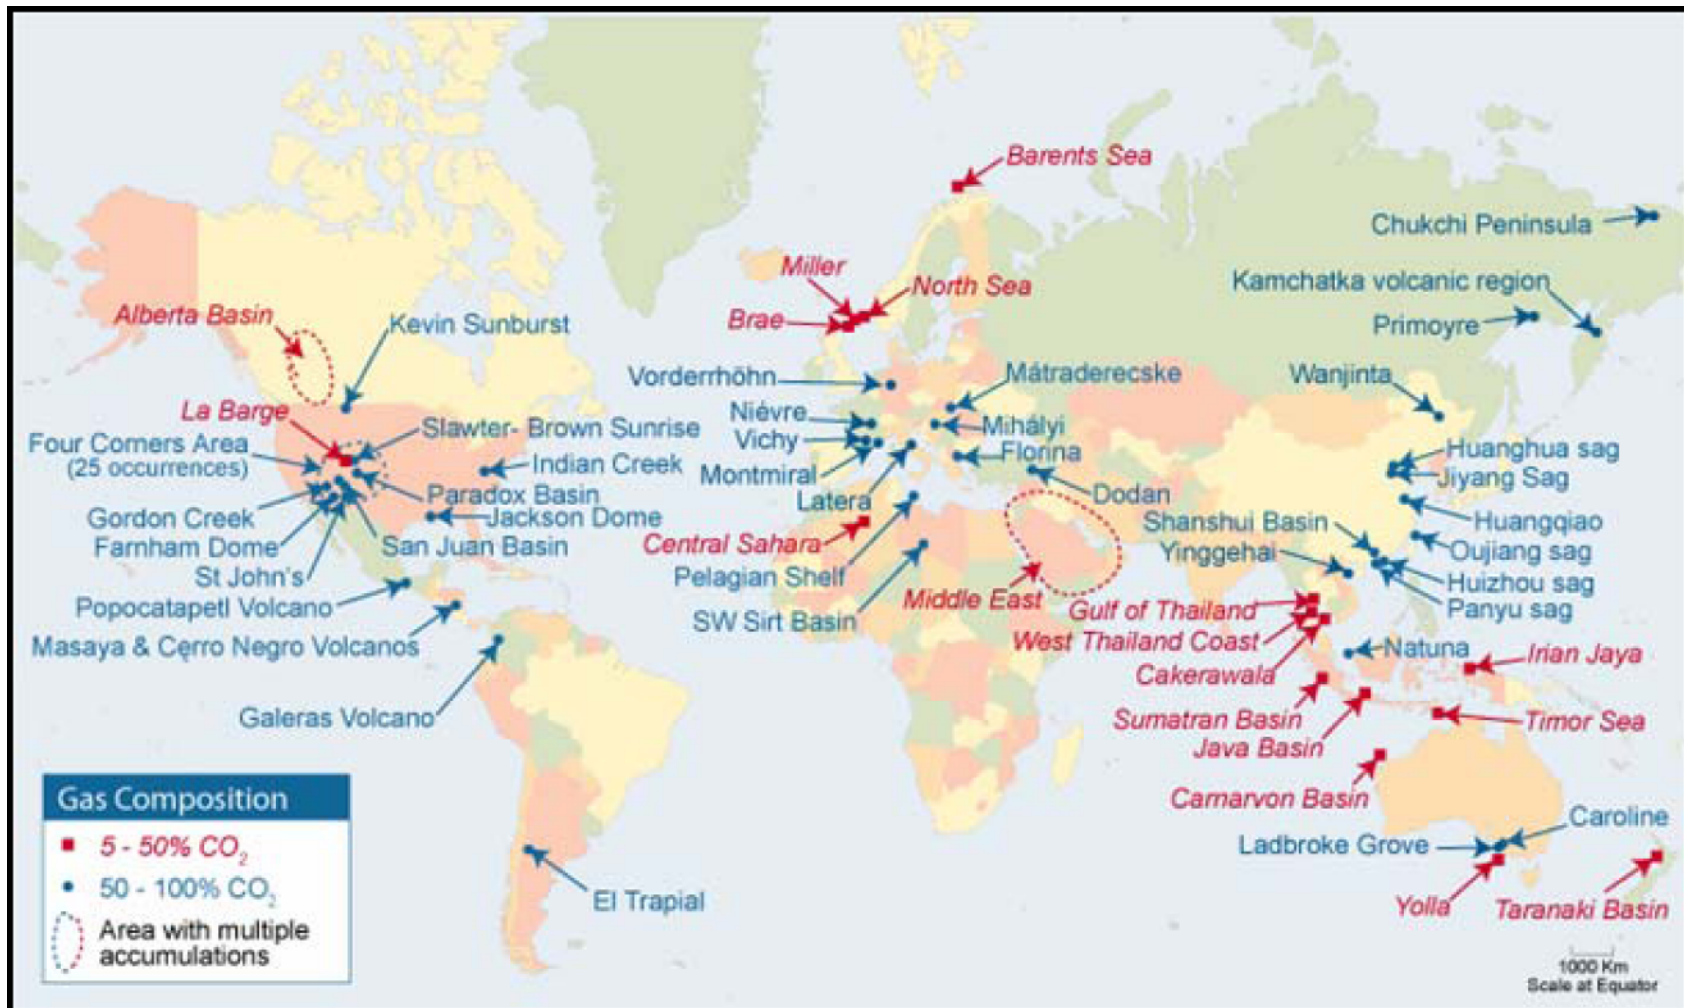 Barents Sea
Chukchi Peninsula
Miller
North Sea
Kamchatka volcanic region
Alberta Basin
Kevin Sunburst
Brae
Primoyre
Vorderrhöhn
Mátraderecske
Wanjinta
La Barge
Niévre
Slawter- Brown Sunrise
Mihályi
Four Corners Area
(25 occurrences)
Vichy
Florina
Huanghua sag
Indian Creek
Montmiral
Jiyang Sag
Paradox Basin
Latera
Dodan
Gordon Creek
Jackson Dome
Shanshui Basin
Huangqiao
Farnham Dome
San Juan Basin
Central Sahara
Yinggehai
Oujiang sag
St John's
Pelagian Shelf
Huizhou sag
Popocatapetl Volcano
Middle East
Gulf of Thailand
Panyu sag
SW Sirt Basin
Masaya & Cęrro Negro Volcanos
West Thailand Coast
Natuna
Irian Jaya
Cakerawala
Galeras Volcano
Sumatran Basin
Timor Sea
Java Basin
Carnarvon Basin
Gas Composition
5 - 50% CO₂
50 - 100% CO₂
Area with multiple
accumulations
El Trapial
Caroline
Ladbroke Grove
Yolla
Taranaki Basin
1000 Km
Scale at Equator